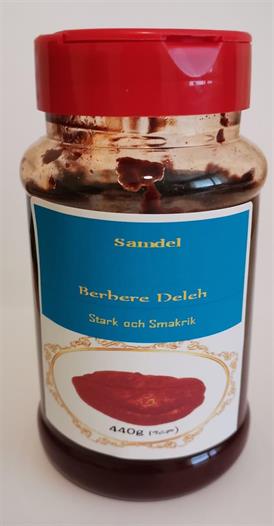 Samdel
Berbere Deleh
Stark och Smakrik
440g